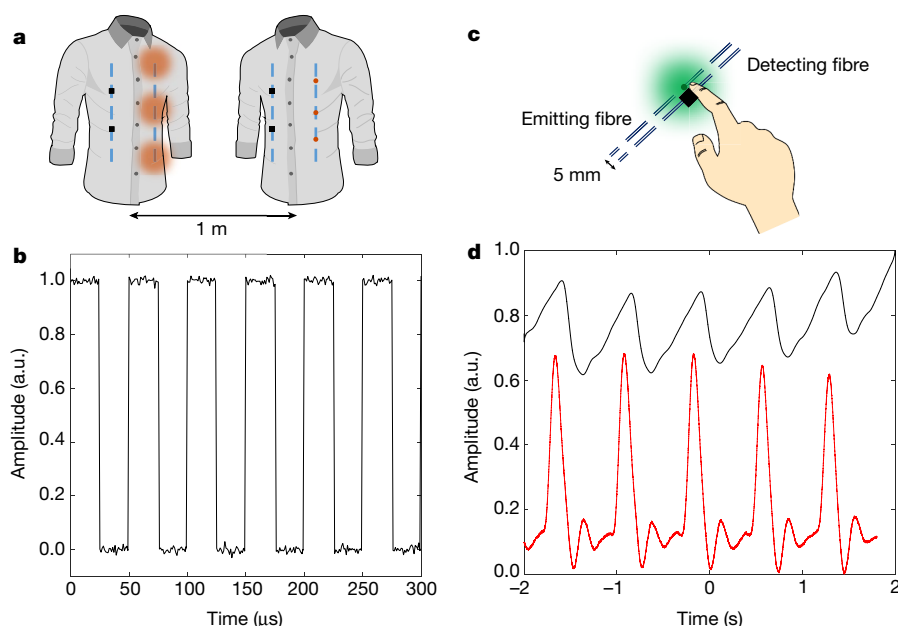 a
1 m
b
Amplitude (a.u.)
1.0
0.8
0.6
0.4
0.2
0.0
0
50
100
150
200
250
300
Time (μs)
c
Detecting fibre
Emitting fibre
5 mm
d
Amplitude (a.u.)
1.0
0.8
0.6
0.4
0.2
0.0
–2
–1
0
1
2
Time (s)